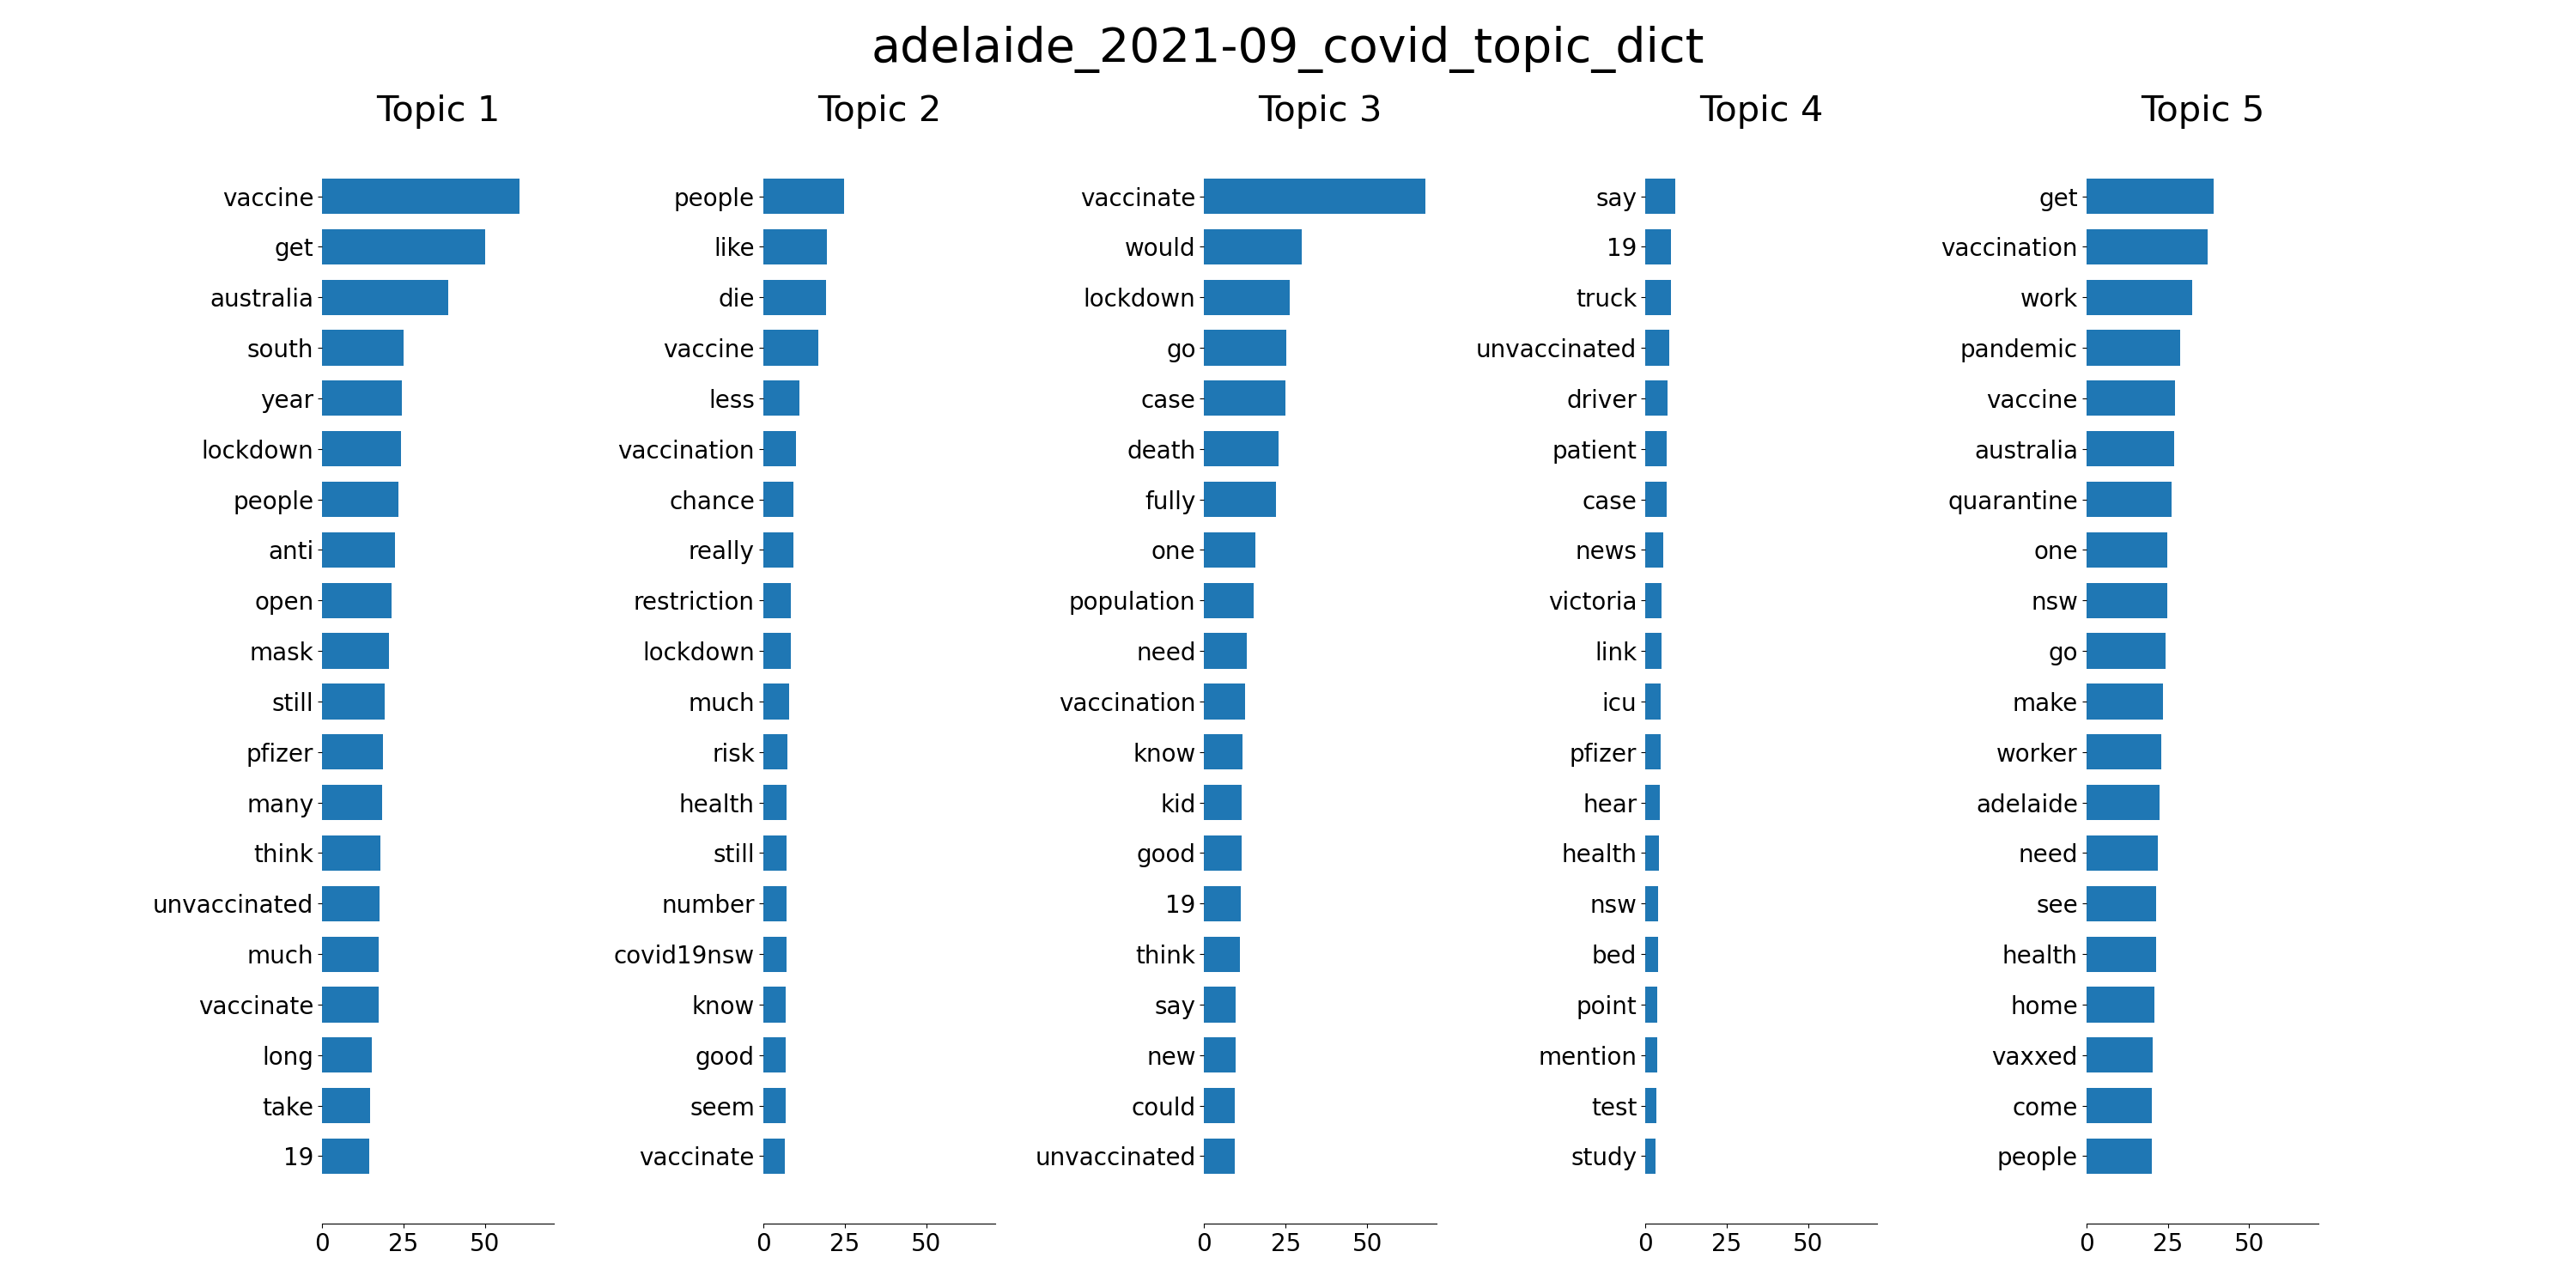 adelaide_2021-09_covid_topic_dict
Topic 1
vaccine
get
australia
south
year
lockdown
people
anti
open
mask
still
pfizer
many
think
unvaccinated
much
vaccinate
long
take
19
0 25 50
Topic 2
people
like
die
vaccine
less
vaccination
chance
really
restriction
lockdown
much
risk
health
still
number
covid19nsw
know
good
seem
vaccinate
0 25 50
Topic 3
vaccinate
would
lockdown
go
case
death
fully
one
population
need
vaccination
know
kid
good
19
think
say
new
could
unvaccinated
0 25 50
Topic 4
say
19
truck
unvaccinated
driver
patient
case
news
victoria
link
icu
pfizer
hear
health
nsw
bed
point
mention
test
study
0 25 50
Topic 5
get
vaccination
work
pandemic
vaccine
australia
quarantine
one
nsw
go
make
worker
adelaide
need
see
health
home
vaxxed
come
people
0 25 50